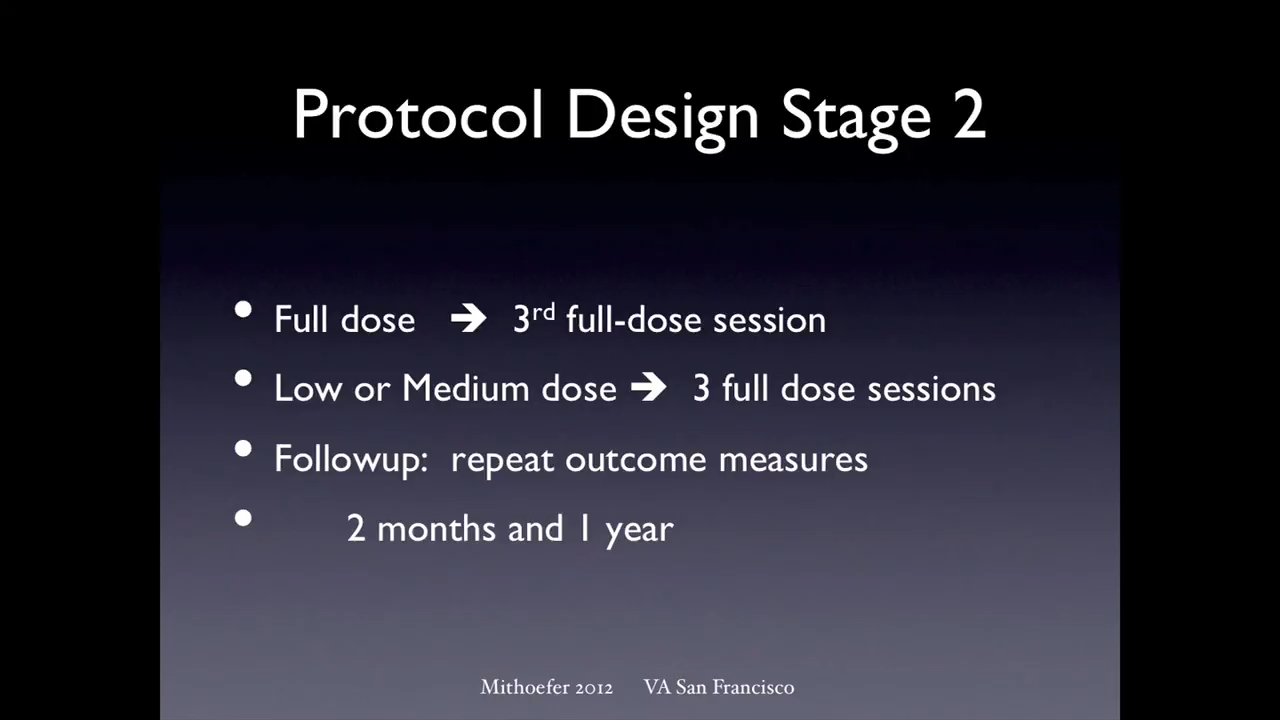 Protocol Design Stage 2
• Full dose ➔ 3rd full-dose session
• Low or Medium dose ➔ 3 full dose sessions
• Followup: repeat outcome measures
• 2 months and 1 year
Mithoefer 2012 VA San Francisco